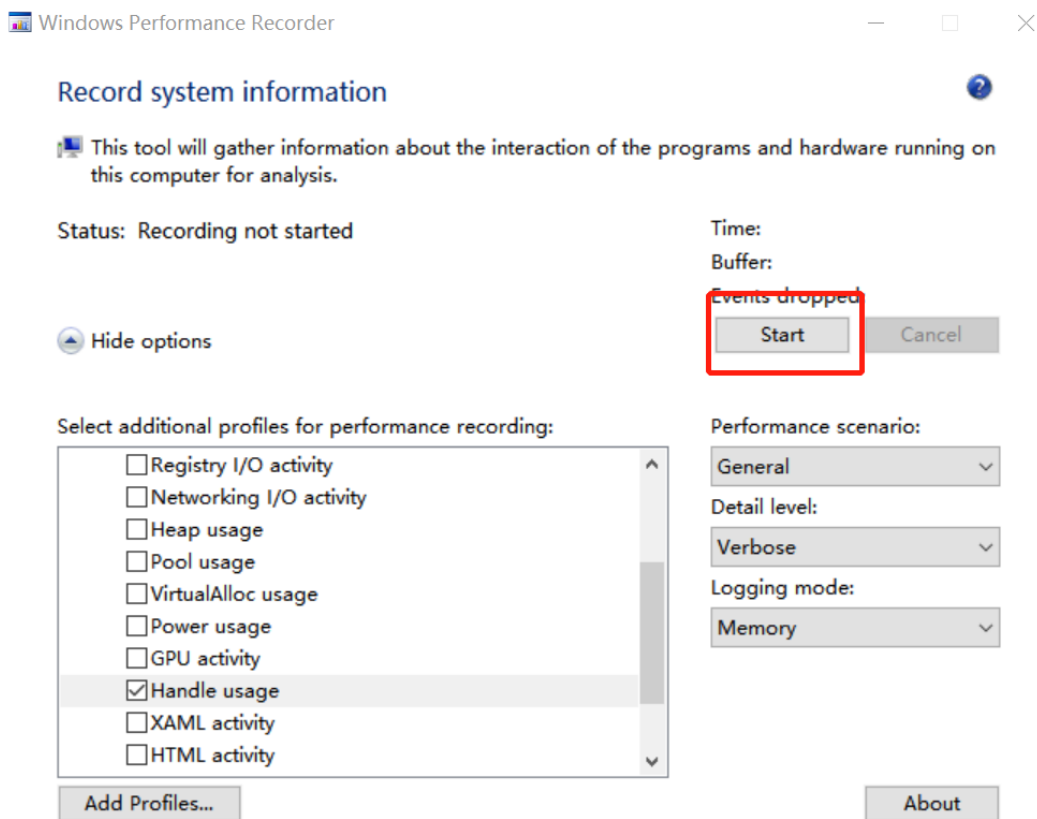 Windows Performance Recorder
Record system information
This tool will gather information about the interaction of the programs and hardware running on
this computer for analysis.
Status: Recording not started
Time:
Buffer:
Events dropped:
Hide options
Start
Cancel
Select additional profiles for performance recording:
Registry I/O activity
Networking I/O activity
Heap usage
Pool usage
VirtualAlloc usage
Power usage
GPU activity
Handle usage
XAML activity
HTML activity
Performance scenario:
General
Detail level:
Verbose
Logging mode:
Memory
Add Profiles...
About